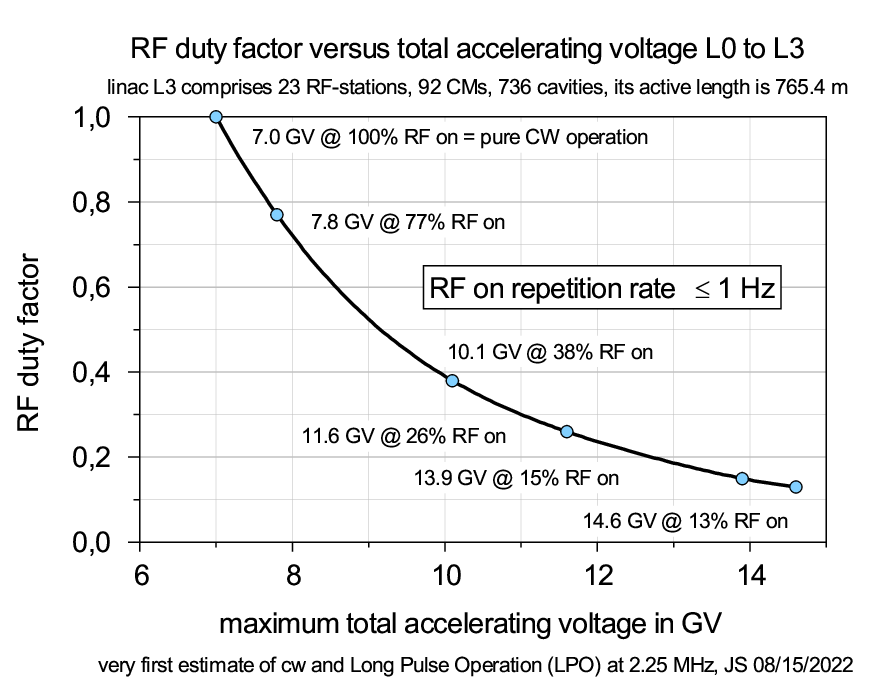 RF duty factor versus total accelerating voltage L0 to L3
linac L3 comprises 23 RF-stations, 92 CMs, 736 cavities, its active length is 765.4 m
1,0
7.0 GV @ 100% RF on = pure CW operation
0,8
7.8 GV @ 77% RF on
0,6
RF on repetition rate ≤ 1 Hz
RF duty factor
10.1 GV @ 38% RF on
0,4
11.6 GV @ 26% RF on
0,2
13.9 GV @ 15% RF on
14.6 GV @ 13% RF on
0,0
6 8 10 12 14
maximum total accelerating voltage in GV
very first estimate of cw and Long Pulse Operation (LPO) at 2.25 MHz, JS 08/15/2022